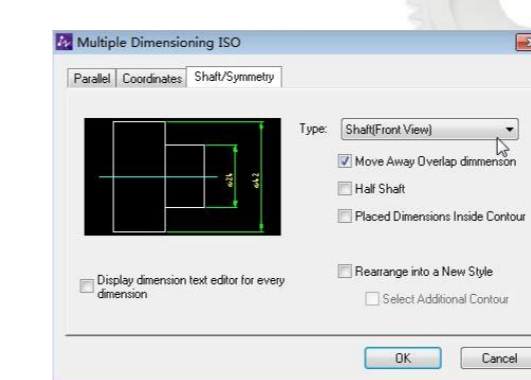 Multiple Dimensioning ISO
Parallel Coordinates Shaft/Symmetry
Type: Shaft(Front View)
Move Away Overlap dimmenson
Half Shaft
Placed Dimensions Inside Contour
Display dimension text editor for every
dimension
Rearrange into a New Style
Select Additional Contour
OK Cancel